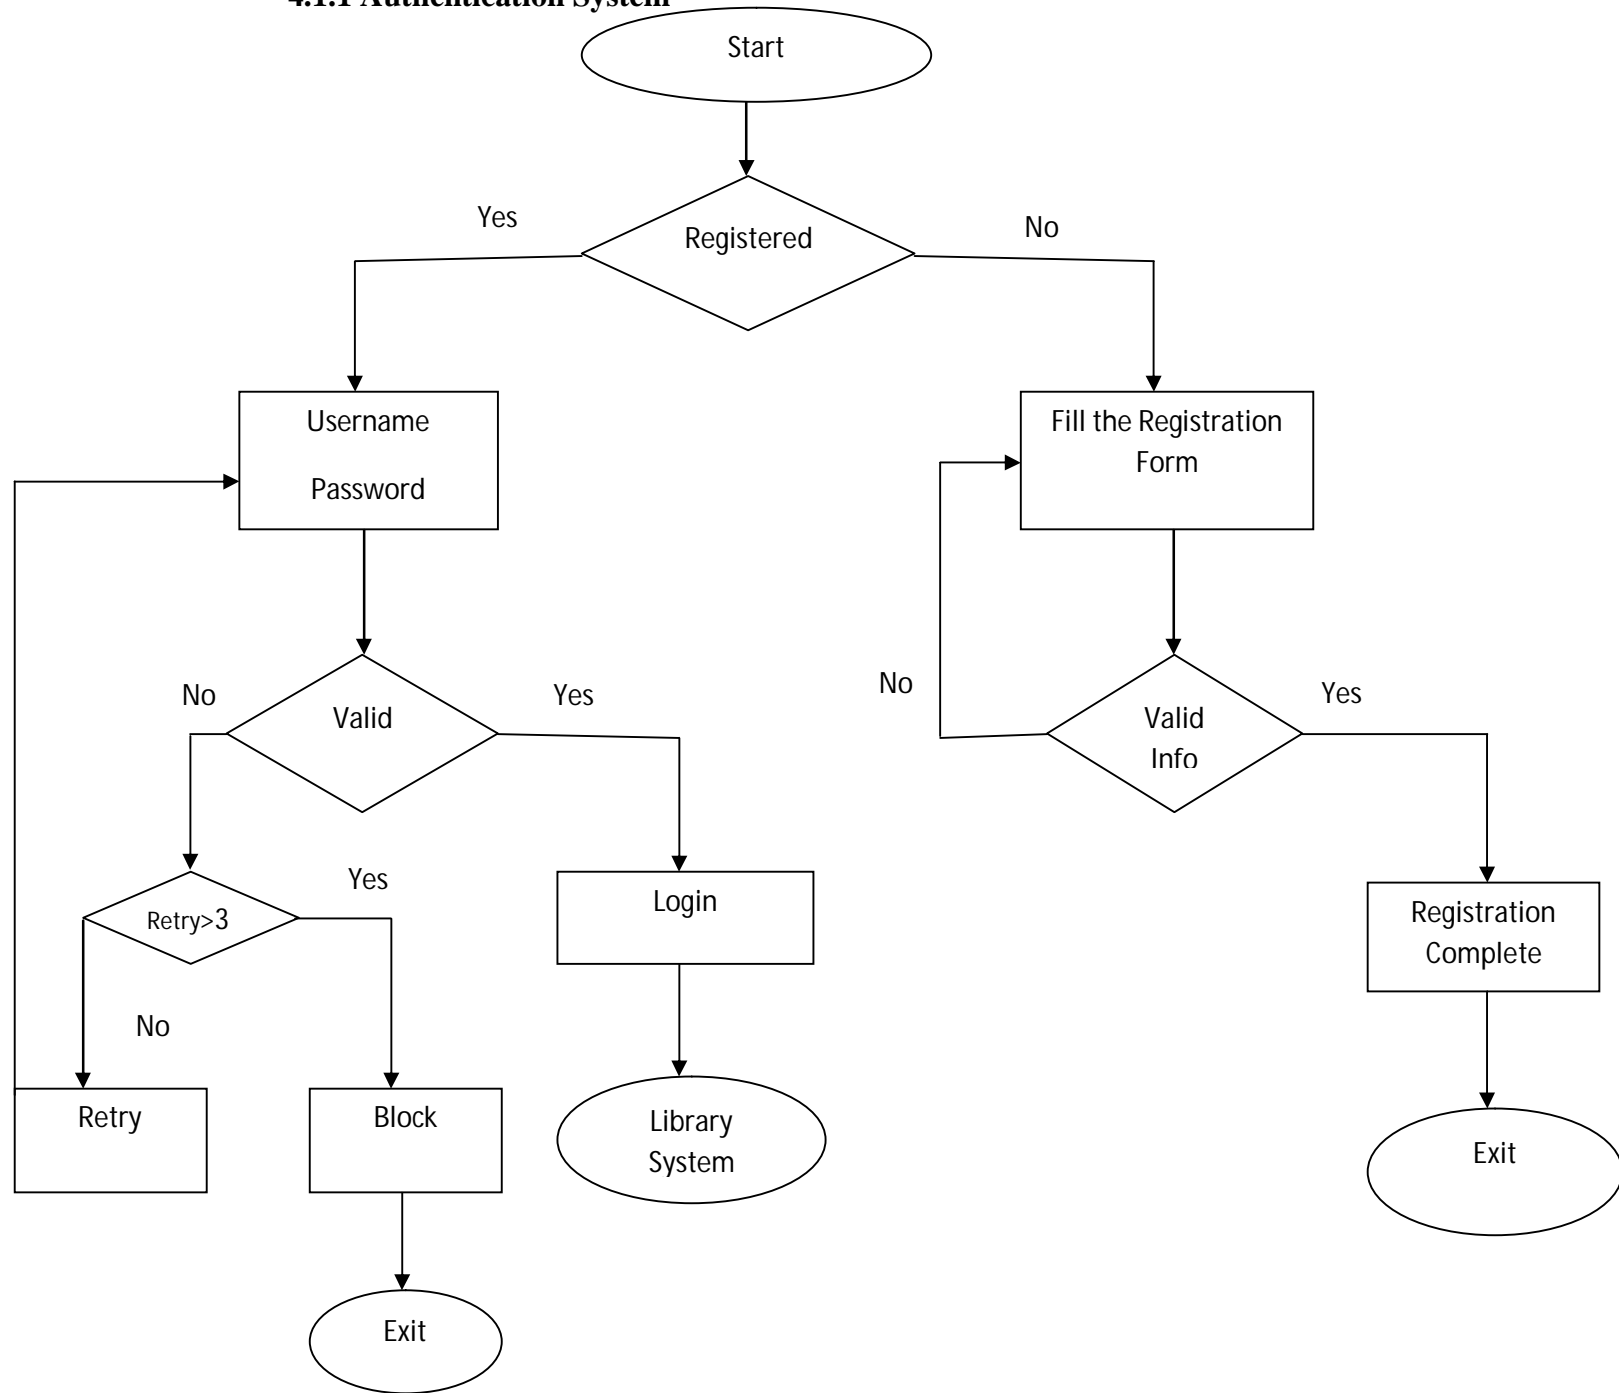 4.1.1 Authentication System
Start
Yes
Registered
No
Username
Password
Fill the Registration
Form
No
Valid
Yes
No
Valid
Info
Yes
Retry>3
Yes
Login
Registration
Complete
No
Retry
Block
Library
System
Exit
Exit